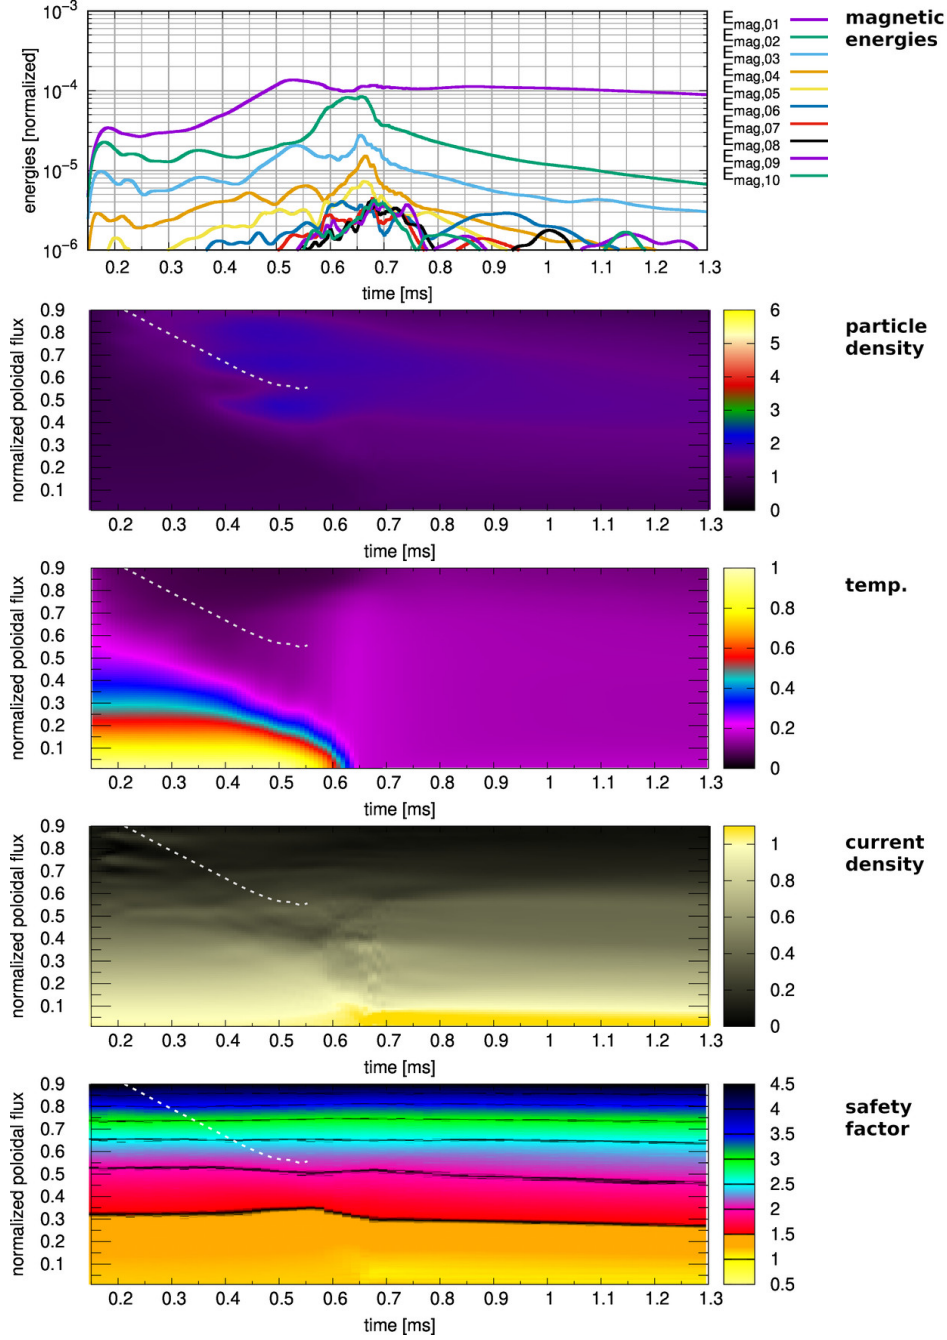 magnetic
energies
energies [normalized]
10⁻³
10⁻⁴
10⁻⁵
10⁻⁶
0.2 0.3 0.4 0.5 0.6 0.7 0.8 0.9 1 1.1 1.2 1.3
time [ms]
E_mag,01
E_mag,02
E_mag,03
E_mag,04
E_mag,05
E_mag,06
E_mag,07
E_mag,08
E_mag,09
E_mag,10
particle
density
normalized poloidal flux
0.9
0.8
0.7
0.6
0.5
0.4
0.3
0.2
0.1
0.2 0.3 0.4 0.5 0.6 0.7 0.8 0.9 1 1.1 1.2 1.3
time [ms]
6
5
4
3
2
1
0
temp.
normalized poloidal flux
0.9
0.8
0.7
0.6
0.5
0.4
0.3
0.2
0.1
0.2 0.3 0.4 0.5 0.6 0.7 0.8 0.9 1 1.1 1.2 1.3
time [ms]
1
0.8
0.6
0.4
0.2
0
current
density
normalized poloidal flux
0.9
0.8
0.7
0.6
0.5
0.4
0.3
0.2
0.1
0.2 0.3 0.4 0.5 0.6 0.7 0.8 0.9 1 1.1 1.2 1.3
time [ms]
1
0.8
0.6
0.4
0.2
0
safety
factor
normalized poloidal flux
0.9
0.8
0.7
0.6
0.5
0.4
0.3
0.2
0.1
0.2 0.3 0.4 0.5 0.6 0.7 0.8 0.9 1 1.1 1.2 1.3
time [ms]
4.5
4
3.5
3
2.5
2
1.5
1
0.5